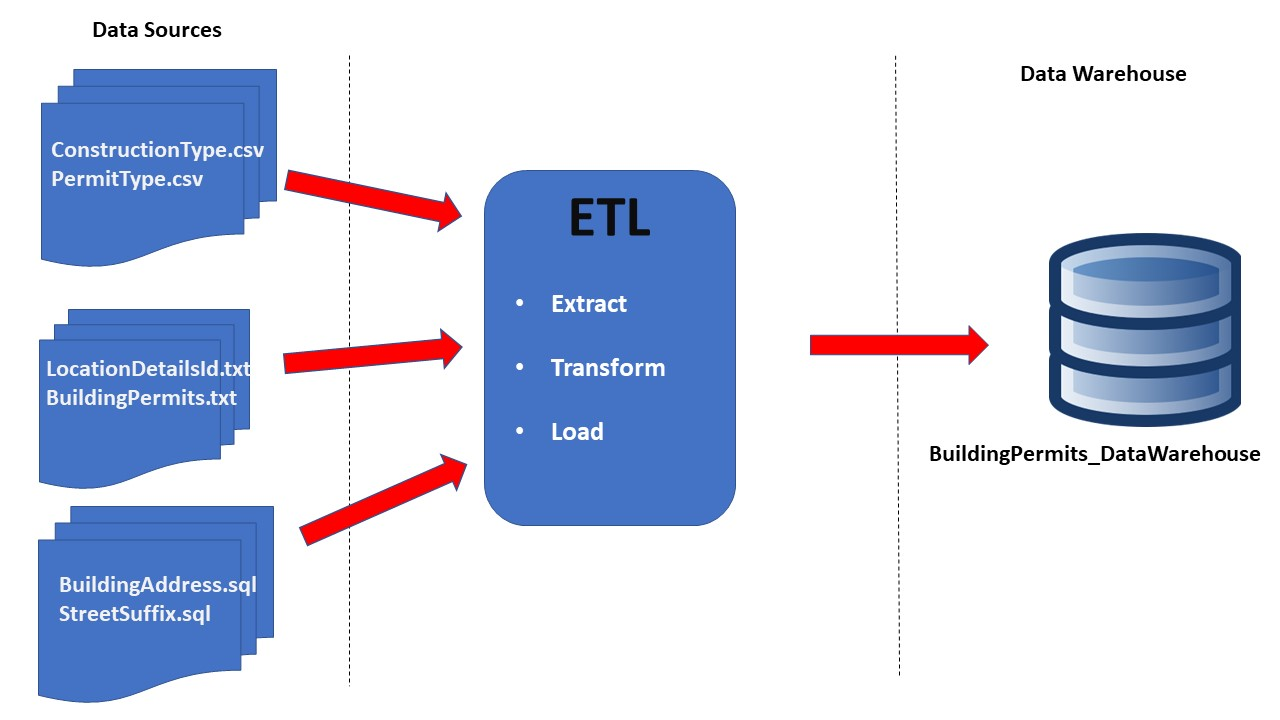 Data Sources
ConstructionType.csv
PermitType.csv
LocationDetailsId.txt
BuildingPermits.txt
BuildingAddress.sql
StreetSuffix.sql
ETL
• Extract
• Transform
• Load
Data Warehouse
BuildingPermits_DataWarehouse